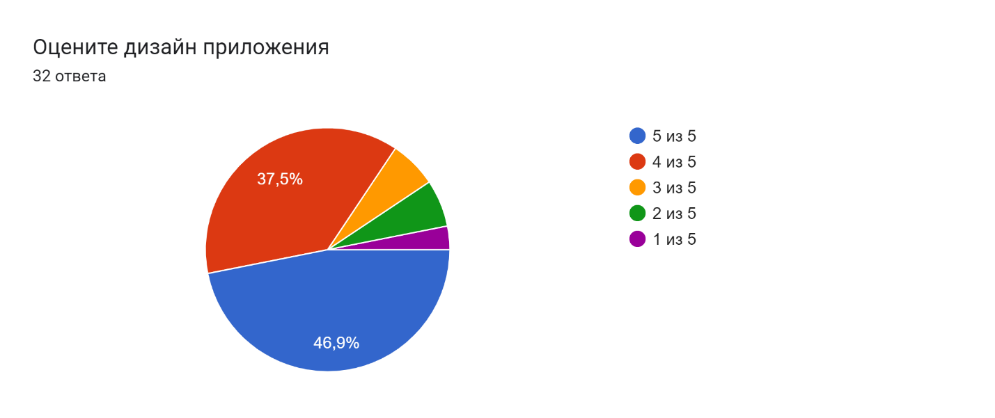 Оцените дизайн приложения
32 ответа
37,5%
46,9%
5 из 5
4 из 5
3 из 5
2 из 5
1 из 5